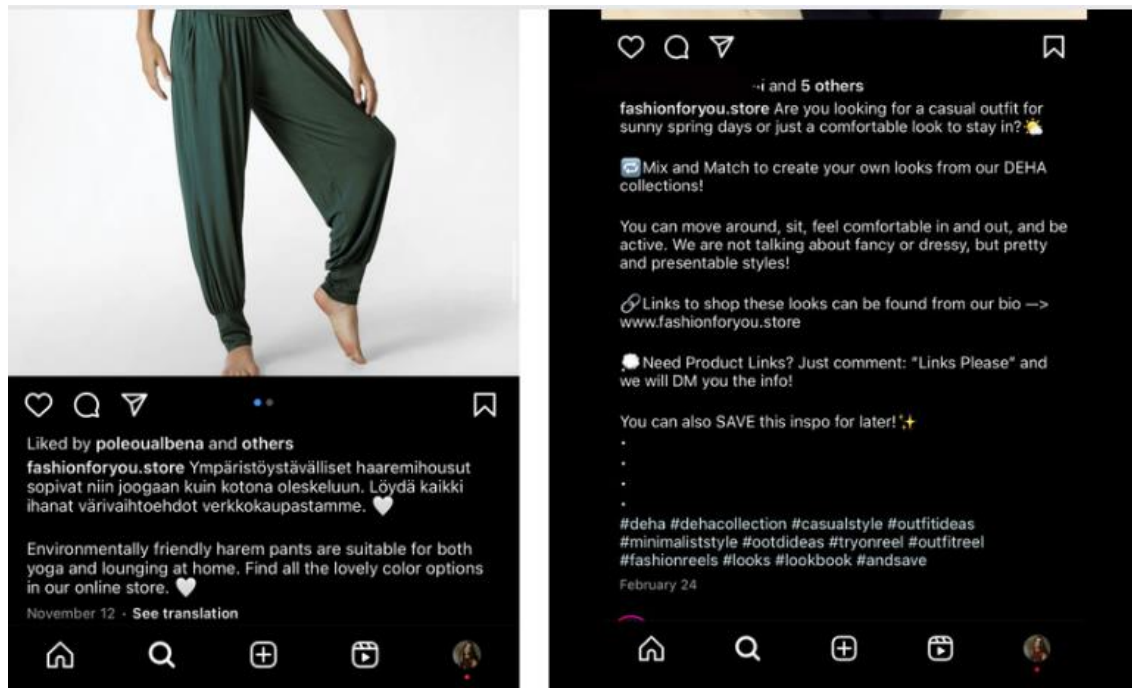 Liked by poleoualbena and others
fashionforyou.store Ympäristöystävälliset haaremihousut
sopivat niin joogaan kuin kotona oleskeluun. Löydä kaikki
ihanat värivaihtoehdot verkkokaupastamme. 🤍
Environmentally friendly harem pants are suitable for both
yoga and lounging at home. Find all the lovely color options
in our online store. 🤍
November 12 · See translation
and 5 others
fashionforyou.store Are you looking for a casual outfit for
sunny spring days or just a comfortable look to stay in?🌤️
🔁Mix and Match to create your own looks from our DEHA
collections!
You can move around, sit, feel comfortable in and out, and be
active. We are not talking about fancy or dressy, but pretty
and presentable styles!
🔗Links to shop these looks can be found from our bio —>
www.fashionforyou.store
💭Need Product Links? Just comment: "Links Please" and
we will DM you the info!
You can also SAVE this inspo for later!✨
.
.
.
.
#deha #dehacollection #casualstyle #outfitideas
#minimaliststyle #ootdideas #tryonreel #outfitreel
#fashionreels #looks #lookbook #andsave
February 24